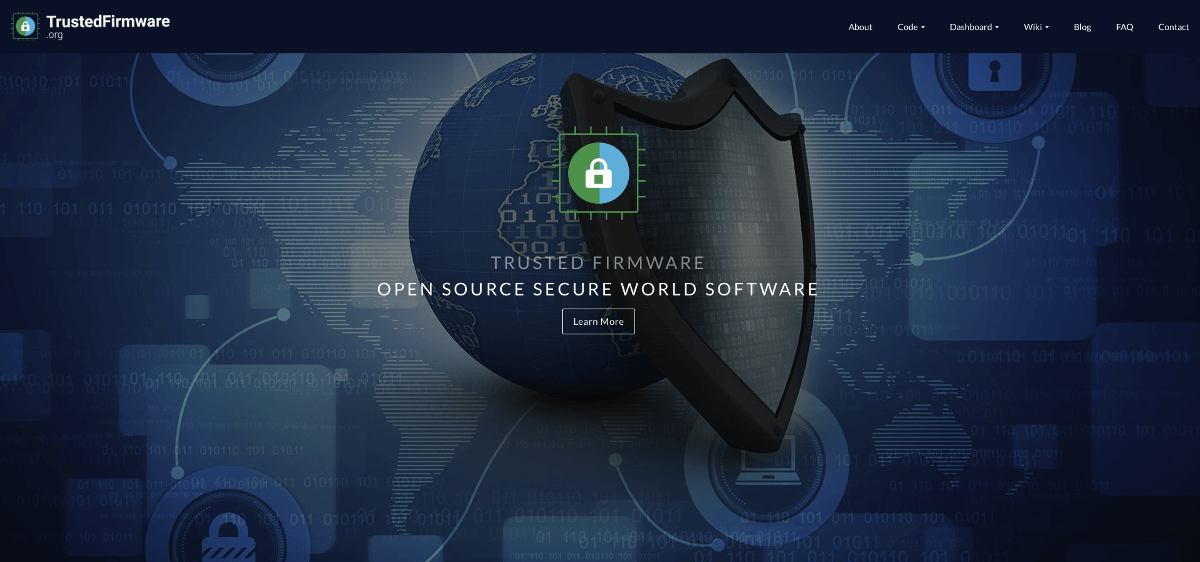 TrustedFirmware
.org
About Code Dashboard Wiki Blog FAQ Contact
TRUSTED FIRMWARE
OPEN SOURCE SECURE WORLD SOFTWARE
Learn More